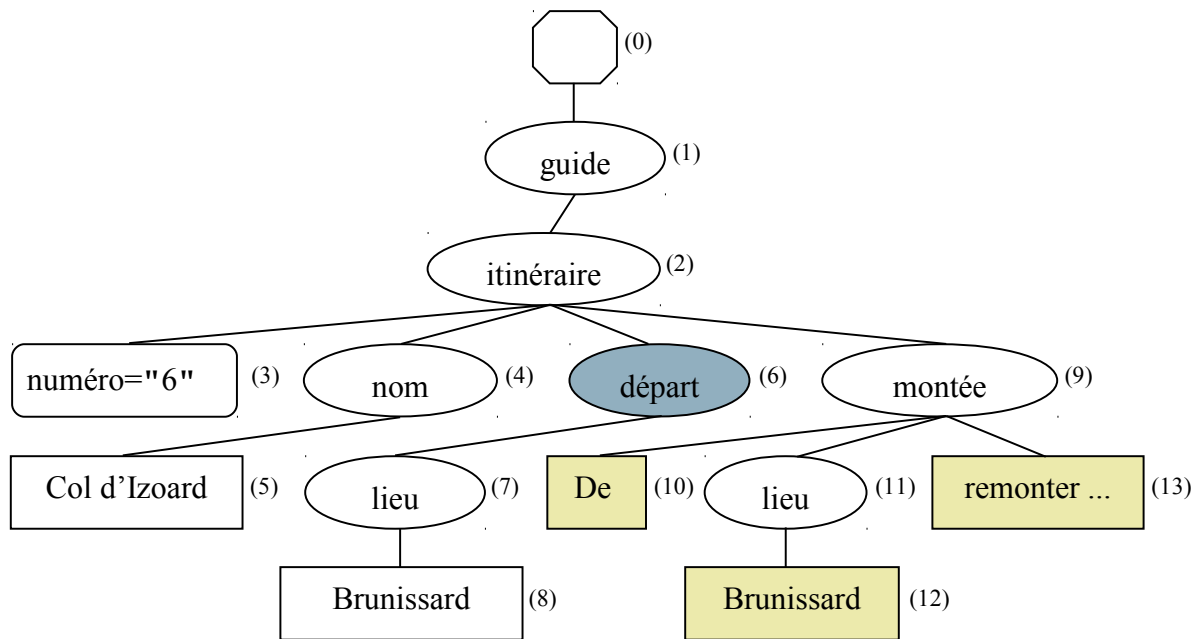 (0)
guide (1)
itinéraire (2)
numéro="6" (3) nom (4) départ (6) montée (9)
Col d’Izoard (5) lieu (7) De (10) lieu (11) remonter ... (13)
Brunissard (8) Brunissard (12)